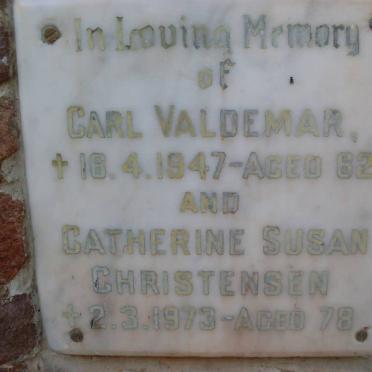 In Loving Memory
of
CARL VALDEMAR,
+ 16.4.1947-AGED 62
AND
CATHERINE SUSAN
CHRISTENSEN
+ 2.3.1973-AGED 78